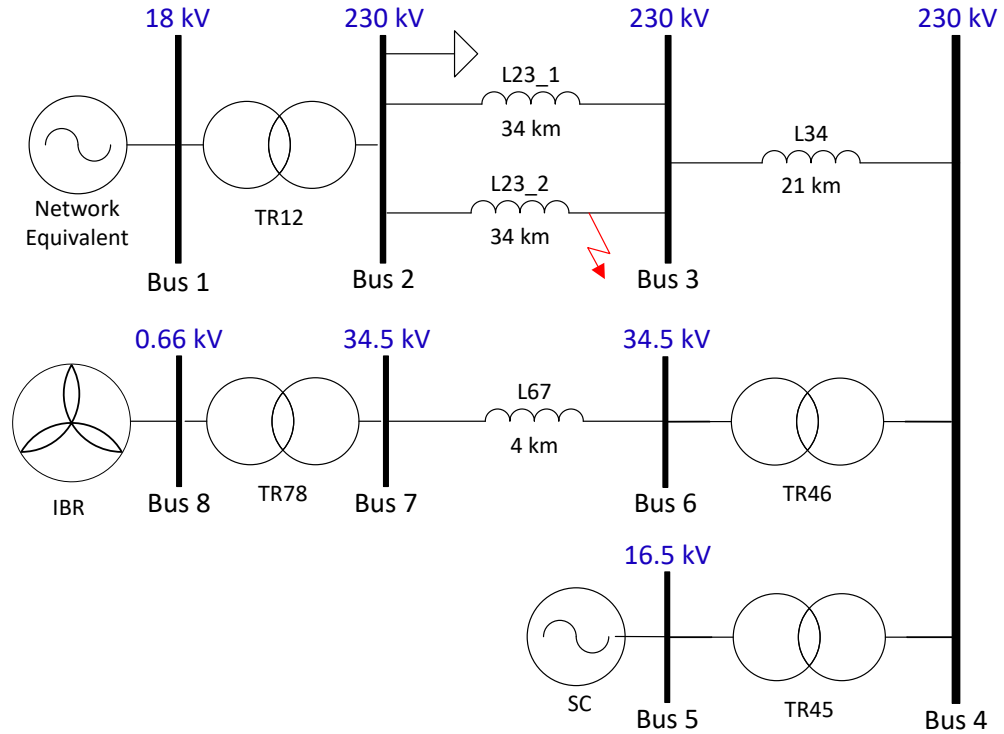 18 kV
230 kV
230 kV
230 kV
L23_1
34 km
L34
21 km
L23_2
34 km
Network
Equivalent
TR12
Bus 1
Bus 2
Bus 3
0.66 kV
34.5 kV
34.5 kV
L67
4 km
IBR
TR78
TR46
Bus 8
Bus 7
Bus 6
16.5 kV
SC
TR45
Bus 5
Bus 4